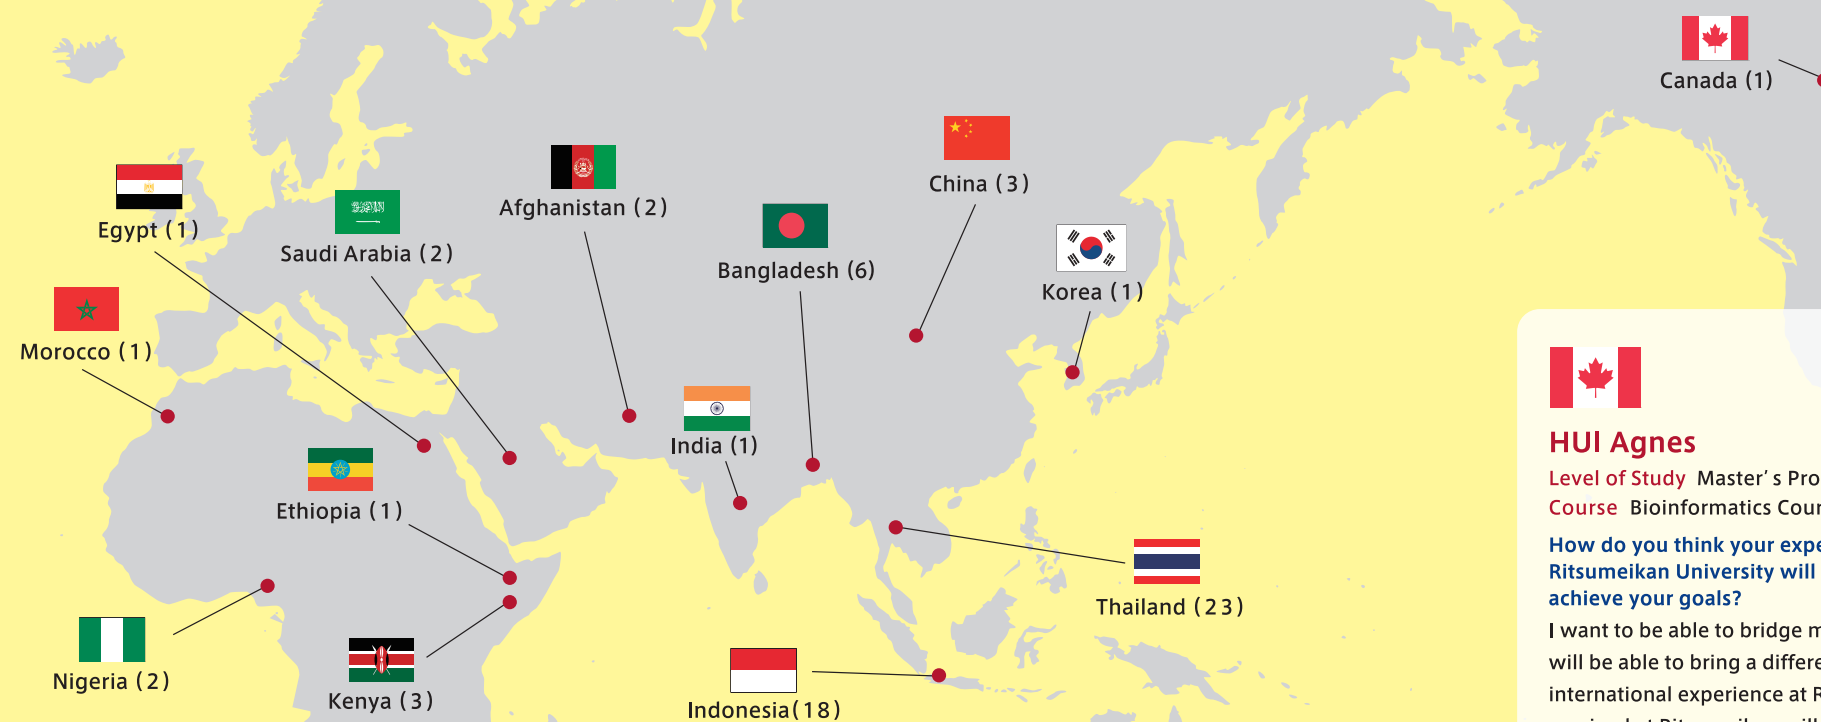 Canada (1)
China (3)
Afghanistan (2)
Egypt (1)
Saudi Arabia (2)
Bangladesh (6)
Korea (1)
Morocco (1)
India (1)
Ethiopia (1)
Thailand (23)
Nigeria (2)
Kenya (3)
Indonesia(18)
HUI Agnes
Level of Study Master’s Pro
Course Bioinformatics Cour
How do you think your expe
Ritsumeikan University will
achieve your goals?
I want to be able to bridge m
will be able to bring a differe
international experience at R